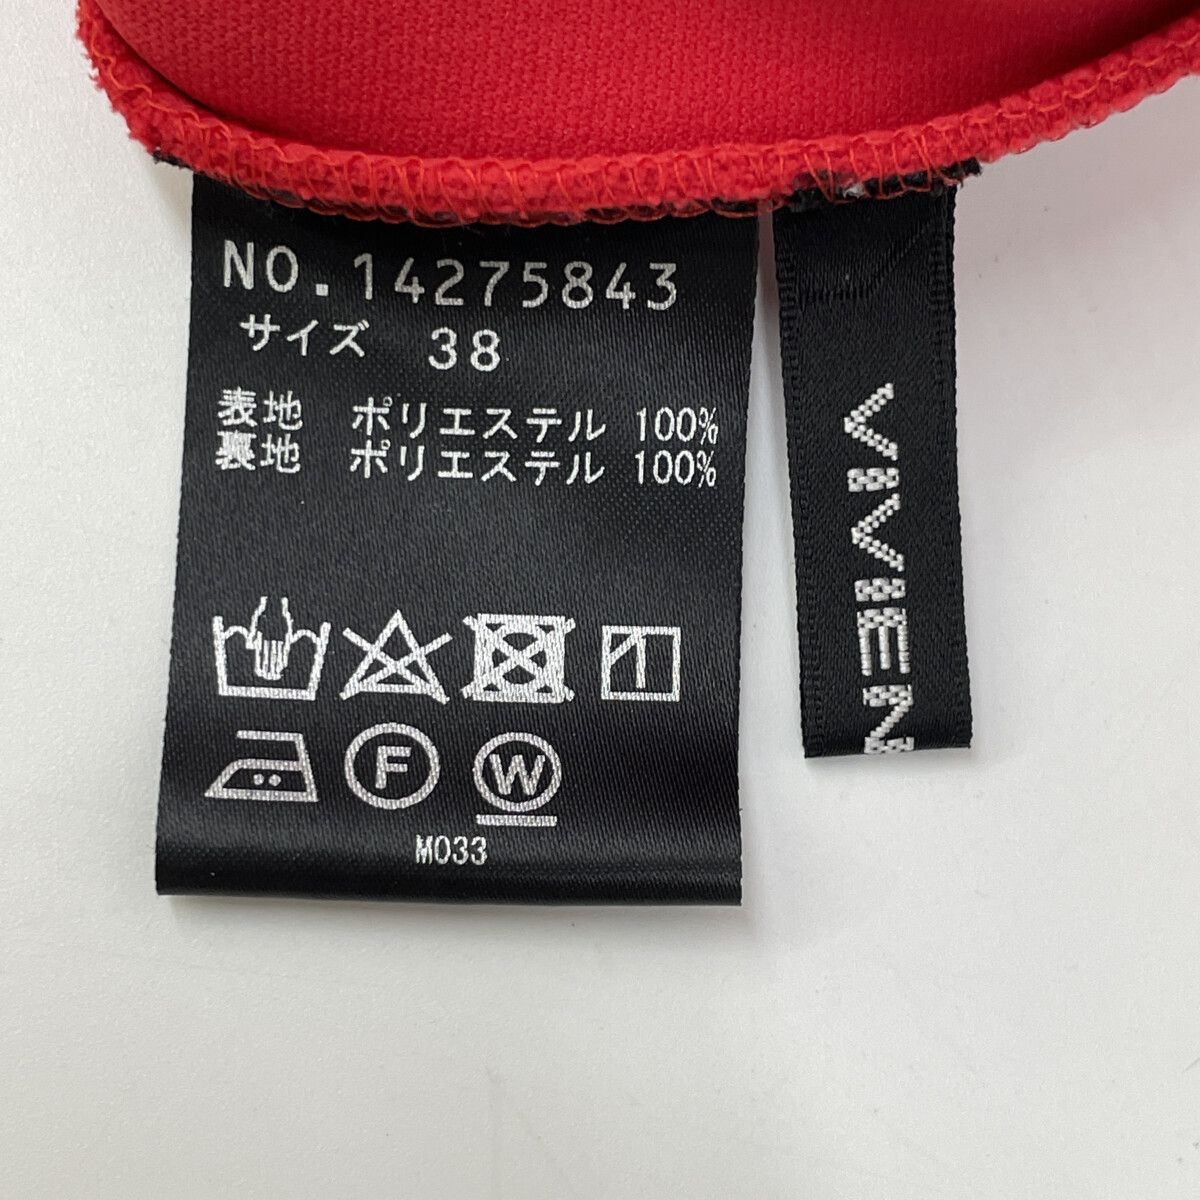 NO.14275843
サイズ 38
表地 ポリエステル 100%
裏地 ポリエステル 100%
F W
M033
VIVIEN